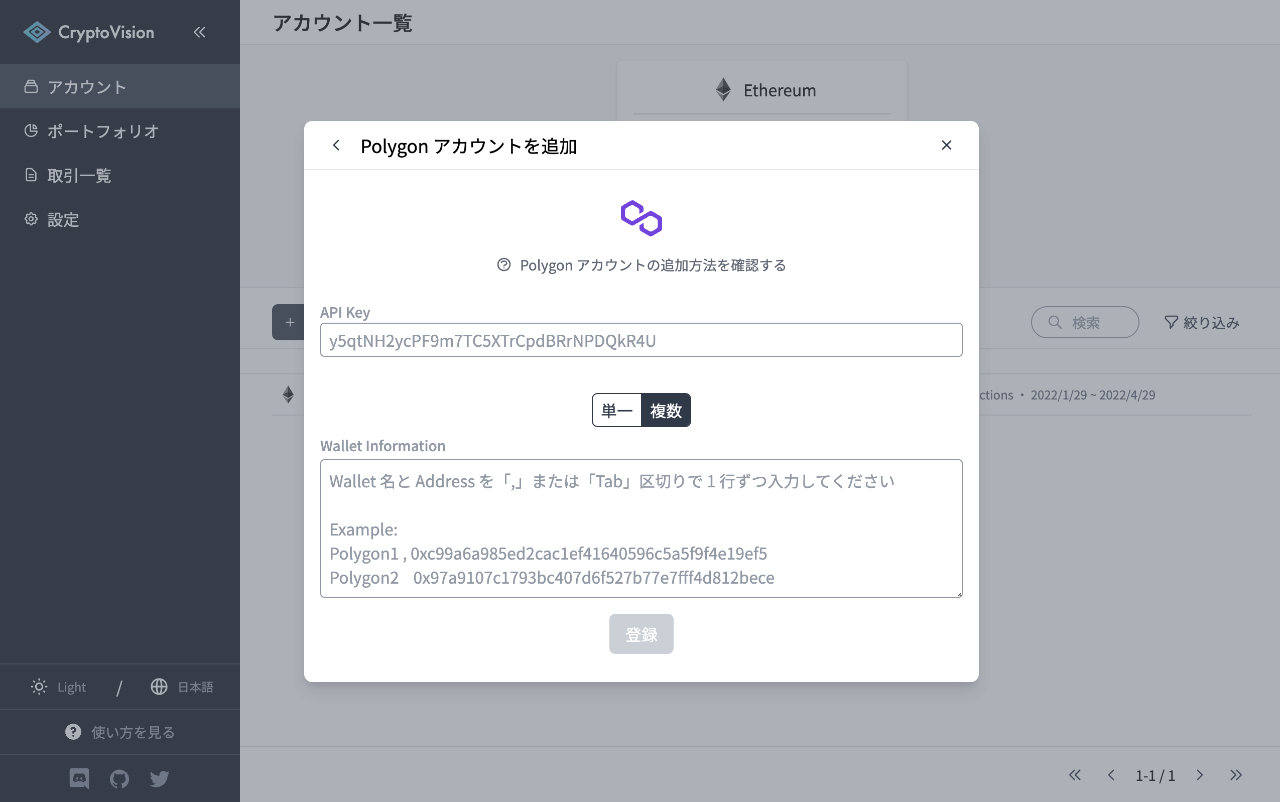 CryptoVision
アカウント
ポートフォリオ
取引一覧
設定
Light / 日本語
使い方を見る
アカウント一覧
Ethereum
Polygon アカウントを追加
Polygon アカウントの追加方法を確認する
API Key
y5qtNH2ycPF9m7TC5XTrCpdBRrNPDQkR4U
単一 複数
Wallet Information
Wallet 名と Address を「,」または「Tab」区切りで 1 行ずつ入力してください
Example:
Polygon1 , 0xc99a6a985ed2cac1ef41640596c5a5f9f4e19ef5
Polygon2 0x97a9107c1793bc407d6f527b77e7fff4d812bece
登録
検索 絞り込み
ctions ・ 2022/1/29 ~ 2022/4/29
1-1 / 1